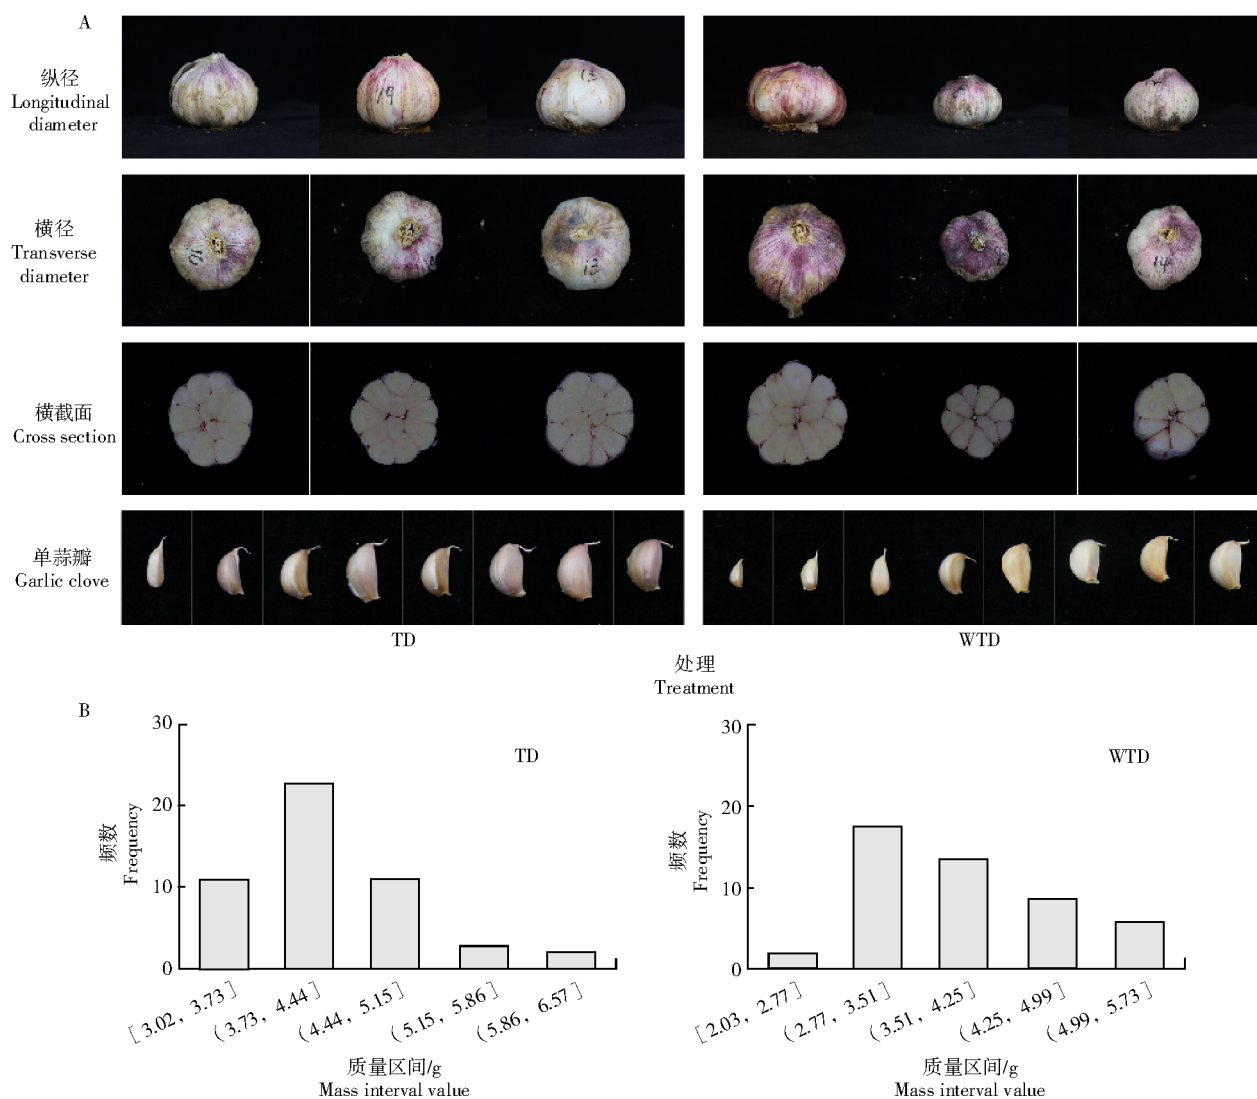 A
纵径
Longitudinal
diameter
19
13
横径
Transverse
diameter
13
14
横截面
Cross section
单蒜瓣
Garlic clove
TD
WTD
处理
Treatment
B
30
20
10
0
频数
Frequency
TD
[3.02, 3.73]
(3.73, 4.44]
(4.44, 5.15]
(5.15, 5.86]
(5.86, 6.57]
质量区间/g
Mass interval value
30
20
10
0
频数
Frequency
WTD
[2.03, 2.77]
(2.77, 3.51]
(3.51, 4.25]
(4.25, 4.99]
(4.99, 5.73]
质量区间/g
Mass interval value